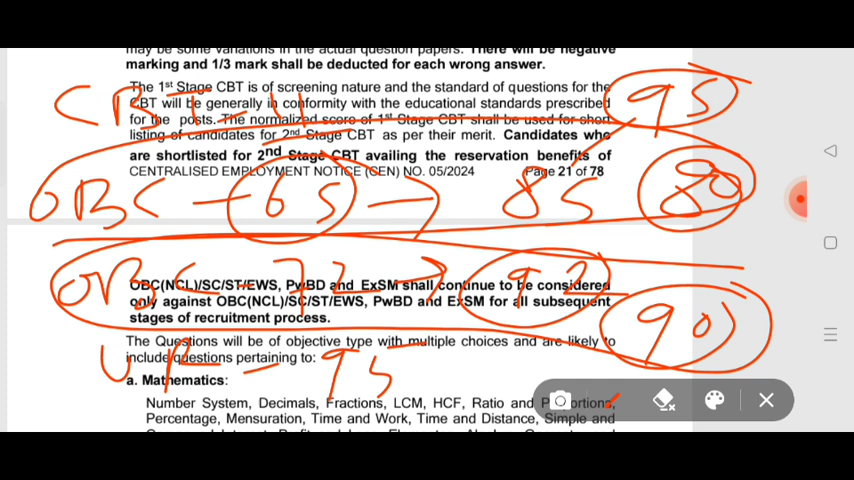 may be some variations in the actual question papers. There will be negative
marking and 1/3 mark shall be deducted for each wrong answer.
The 1st Stage CBT is of screening nature and the standard of questions for the
CBT will be generally in conformity with the educational standards prescribed
for the posts. The normalized score of 1st Stage CBT shall be used for short
listing of candidates for 2nd Stage CBT as per their merit. Candidates who
are shortlisted for 2nd Stage CBT availing the reservation benefits of
CENTRALISED EMPLOYMENT NOTICE (CEN) NO. 05/2024 Page 21 of 78
CBT - 1 95
OBC - 65 → 85 80
OBC - 72 → 92
90
UR - 95
OBC(NCL)/SC/ST/EWS, PwBD and ExSM shall continue to be considered
only against OBC(NCL)/SC/ST/EWS, PwBD and ExSM for all subsequent
stages of recruitment process.
The Questions will be of objective type with multiple choices and are likely to
include questions pertaining to:
a. Mathematics:
Number System, Decimals, Fractions, LCM, HCF, Ratio and Proportions,
Percentage, Mensuration, Time and Work, Time and Distance, Simple and